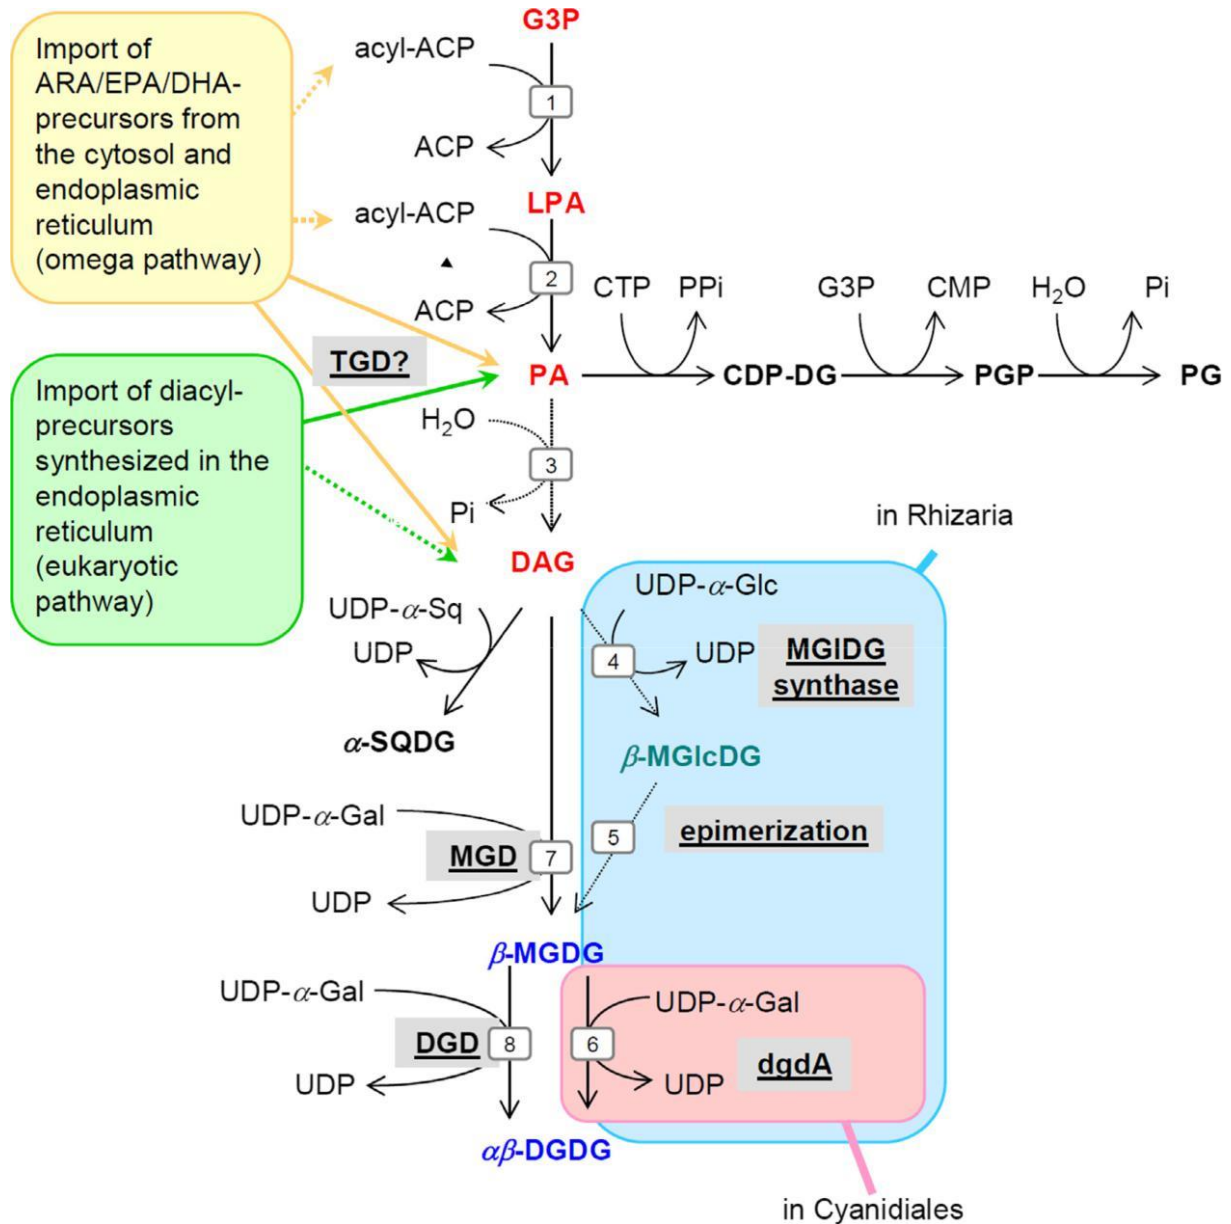 G3P
Import of
ARA/EPA/DHA-
precursors from
the cytosol and
endoplasmic
reticulum
(omega pathway)
acyl-ACP
1
ACP
LPA
acyl-ACP
2
ACP
CTP
PPi
G3P
CMP
H₂O
Pi
TGD?
PA
CDP-DG
PGP
PG
Import of diacyl-
precursors
synthesized in the
endoplasmic
reticulum
(eukaryotic
pathway)
H₂O
3
Pi
in Rhizaria
DAG
UDP-α-Sq
UDP
α-SQDG
UDP-α-Glc
4
UDP
MGlDG
synthase
β-MGlcDG
UDP-α-Gal
MGD
7
UDP
5
epimerization
β-MGDG
UDP-α-Gal
DGD
8
UDP
6
UDP-α-Gal
UDP
dgdA
αβ-DGDG
in Cyanidiales